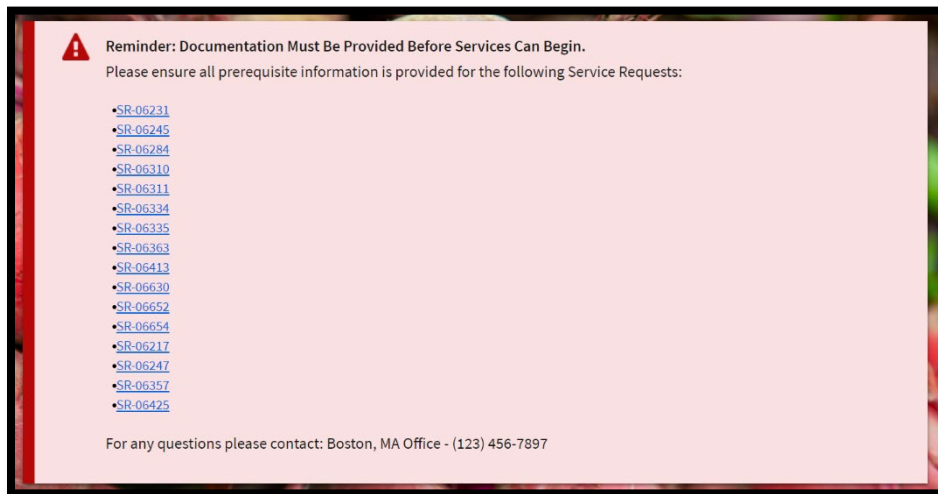 Reminder: Documentation Must Be Provided Before Services Can Begin.
Please ensure all prerequisite information is provided for the following Service Requests:
•SR-06231
•SR-06245
•SR-06284
•SR-06310
•SR-06311
•SR-06334
•SR-06335
•SR-06363
•SR-06413
•SR-06630
•SR-06652
•SR-06654
•SR-06217
•SR-06247
•SR-06357
•SR-06425
For any questions please contact: Boston, MA Office - (123) 456-7897